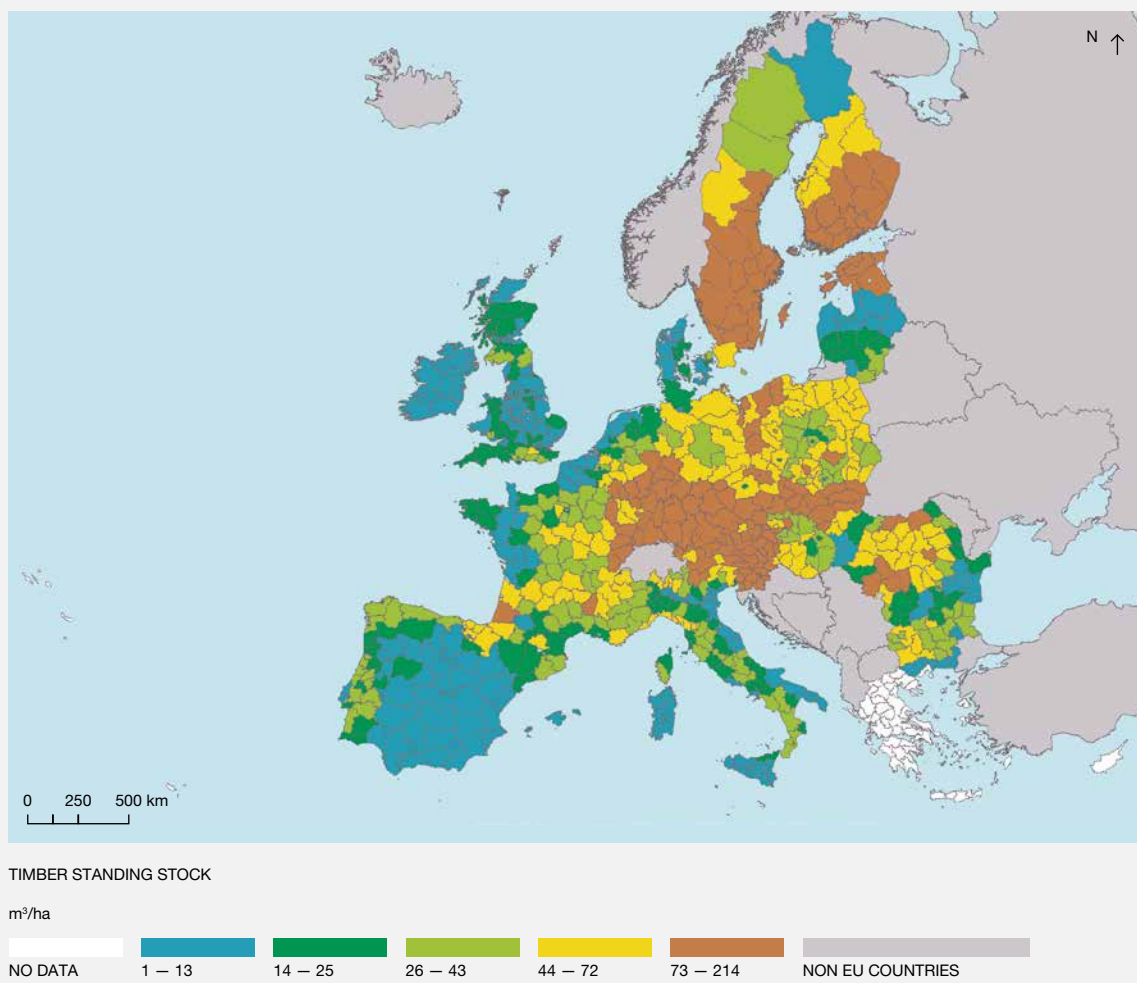 N
0 250 500 km
TIMBER STANDING STOCK
m³/ha
NO DATA 1 — 13 14 — 25 26 — 43 44 — 72 73 — 214 NON EU COUNTRIES